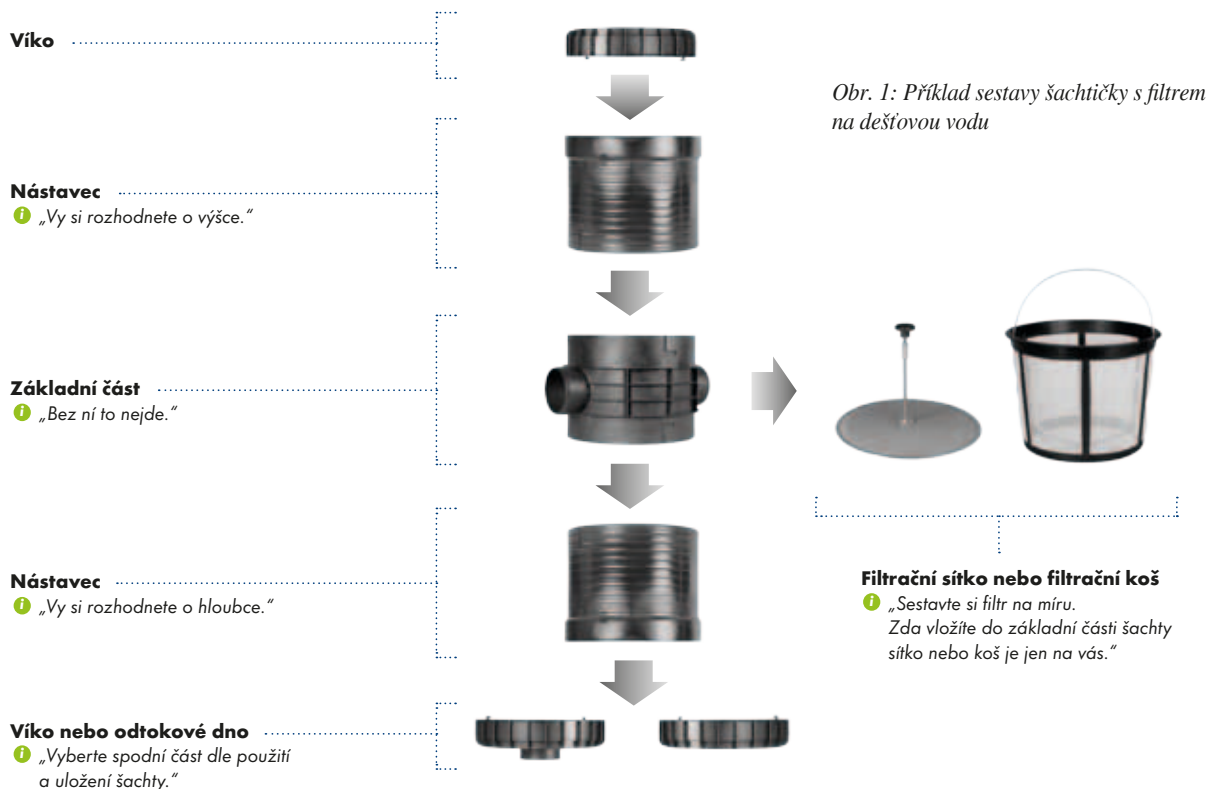 Víko
Obr. 1: Příklad sestavy šachtičky s filtrem
na dešťovou vodu
Nástavec
i „Vy si rozhodnete o výšce.“
Základní část
i „Bez ní to nejde.“
Nástavec
i „Vy si rozhodnete o hloubce.“
Filtrační sítko nebo filtrační koš
i „Sestavte si filtr na míru.
Zda vložíte do základní části šachty
sítko nebo koš je jen na vás.“
Víko nebo odtokové dno
i „Vyberte spodní část dle použití
a uložení šachty.“